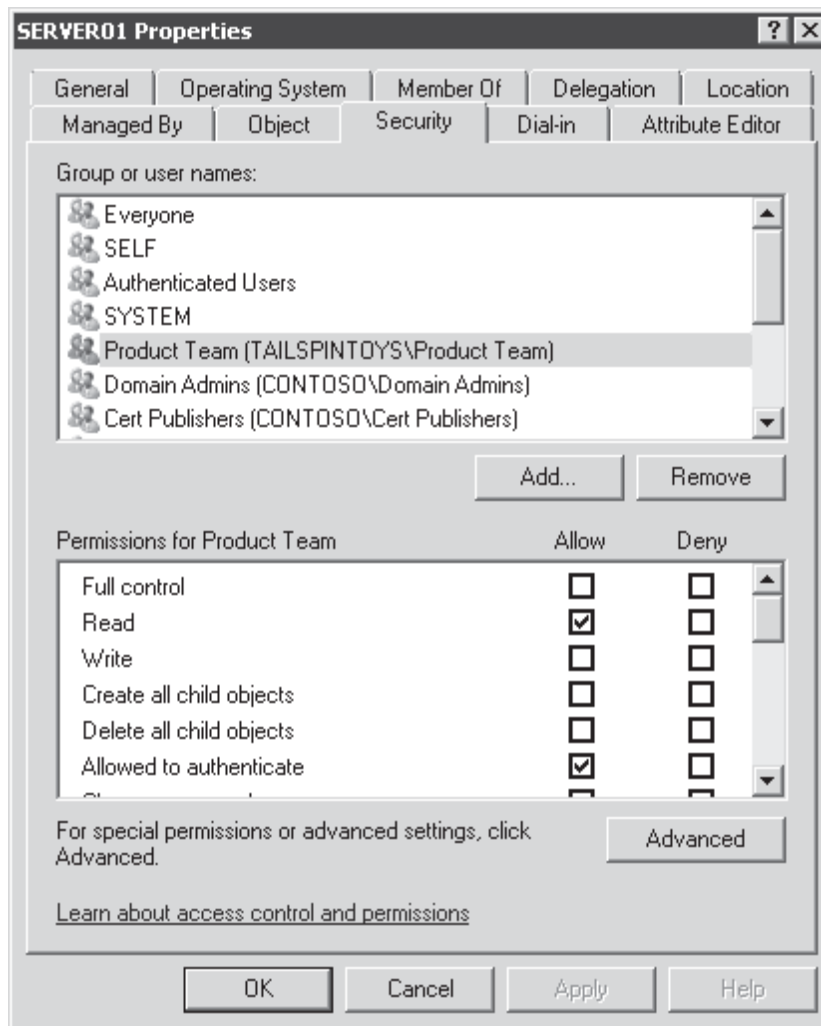 SERVER01 Properties
? X
General Operating System Member Of Delegation Location
Managed By Object Security Dial-in Attribute Editor
Group or user names:
Everyone
SELF
Authenticated Users
SYSTEM
Product Team (TAILSPINTOYS\Product Team)
Domain Admins (CONTOSO\Domain Admins)
Cert Publishers (CONTOSO\Cert Publishers)
Add... Remove
Permissions for Product Team Allow Deny
Full control
Read
Write
Create all child objects
Delete all child objects
Allowed to authenticate
For special permissions or advanced settings, click
Advanced.
Advanced
Learn about access control and permissions
OK Cancel Apply Help